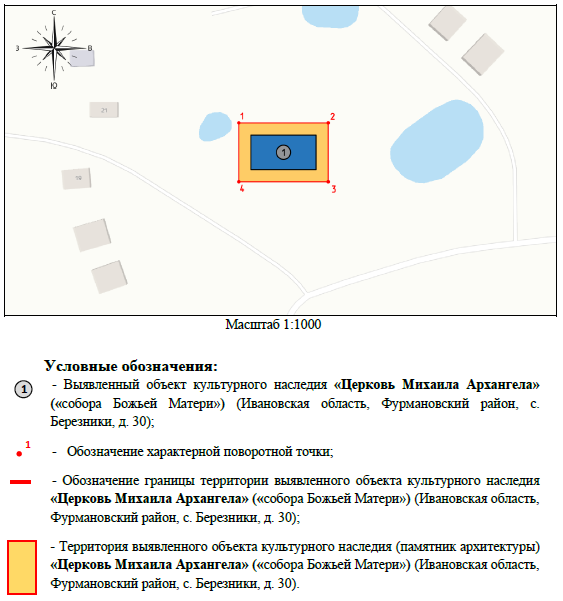 С
З
В
Ю
21
19
1
2
1
4
3
Масштаб 1:1000
Условные обозначения:
1
- Выявленный объект культурного наследия «Церковь Михаила Архангела»
(«собора Божьей Матери») (Ивановская область, Фурмановский район, с.
Березники, д. 30);
1
- Обозначение характерной поворотной точки;
- Обозначение границы территории выявленного объекта культурного наследия
«Церковь Михаила Архангела» («собора Божьей Матери») (Ивановская область,
Фурмановский район, с. Березники, д. 30);
- Территория выявленного объекта культурного наследия (памятник архитектуры)
«Церковь Михаила Архангела» («собора Божьей Матери») (Ивановская область,
Фурмановский район, с. Березники, д. 30).